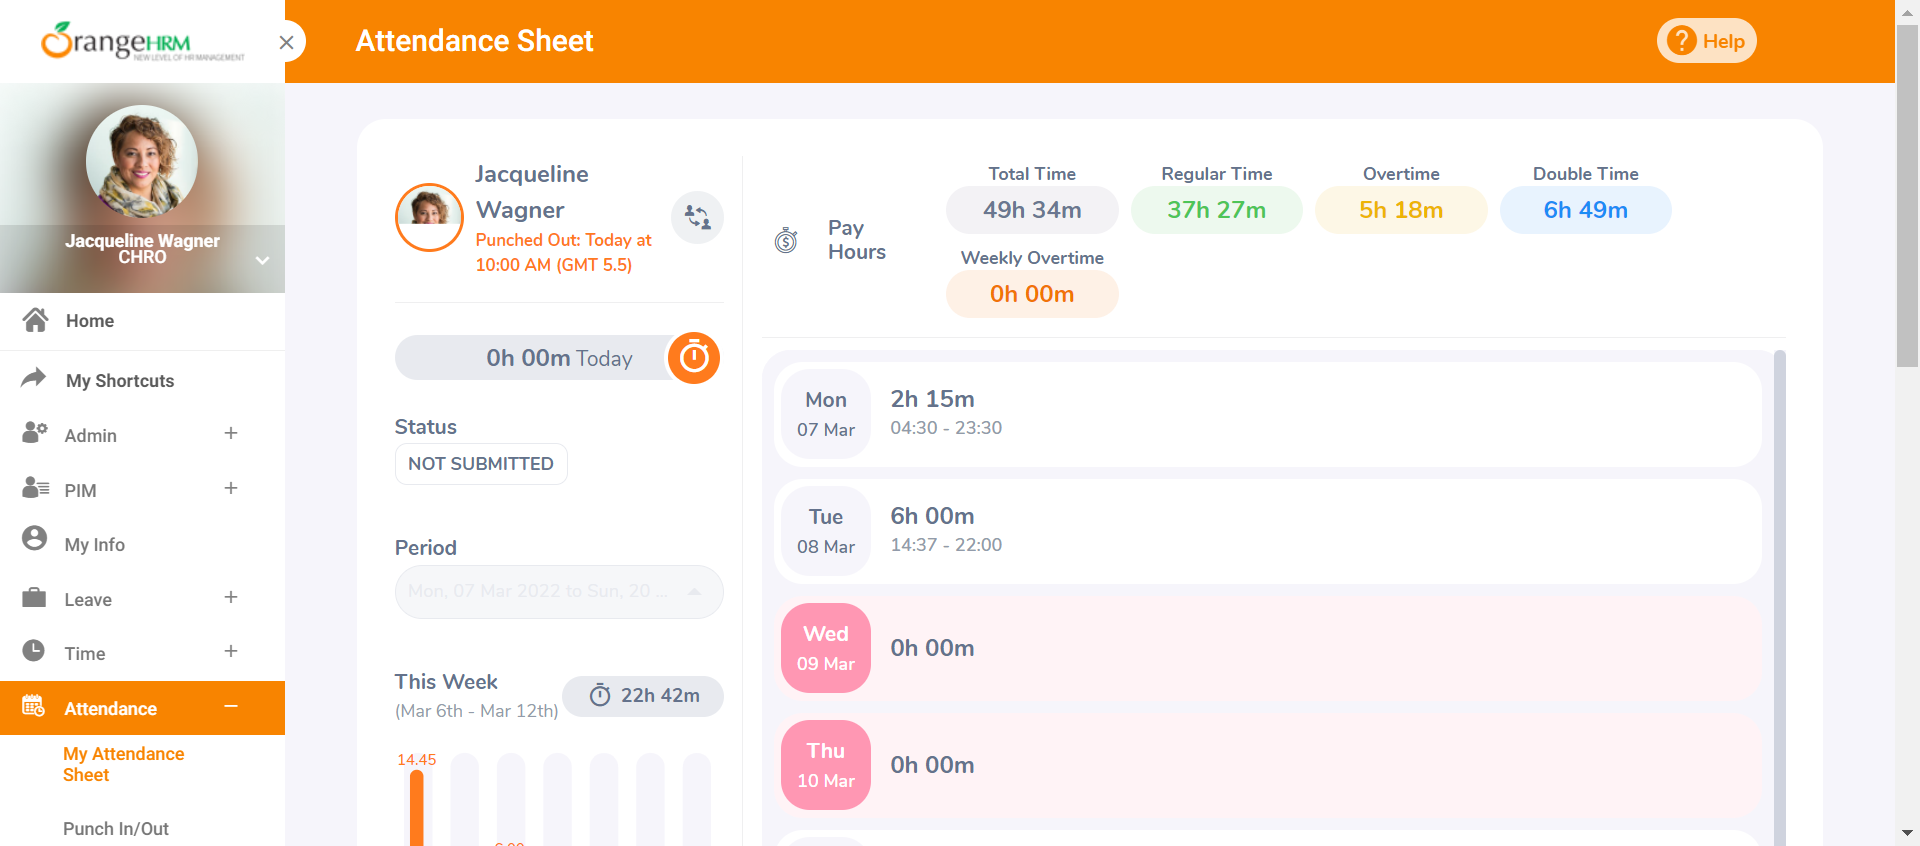 OrangeHRM
NEW LEVEL OF HR MANAGEMENT
Attendance Sheet
? Help
Jacqueline Wagner
CHRO
Home
My Shortcuts
Admin +
PIM +
My Info
Leave +
Time +
Attendance −
My Attendance
Sheet
Punch In/Out
Jacqueline
Wagner
Punched Out: Today at
10:00 AM (GMT 5.5)
0h 00m Today
Status
NOT SUBMITTED
Period
Mon, 07 Mar 2022 to Sun, 20 ...
This Week
(Mar 6th - Mar 12th)
22h 42m
14.45
Pay
Hours
Total Time
49h 34m
Regular Time
37h 27m
Overtime
5h 18m
Double Time
6h 49m
Weekly Overtime
0h 00m
Mon
07 Mar
2h 15m
04:30 - 23:30
Tue
08 Mar
6h 00m
14:37 - 22:00
Wed
09 Mar
0h 00m
Thu
10 Mar
0h 00m